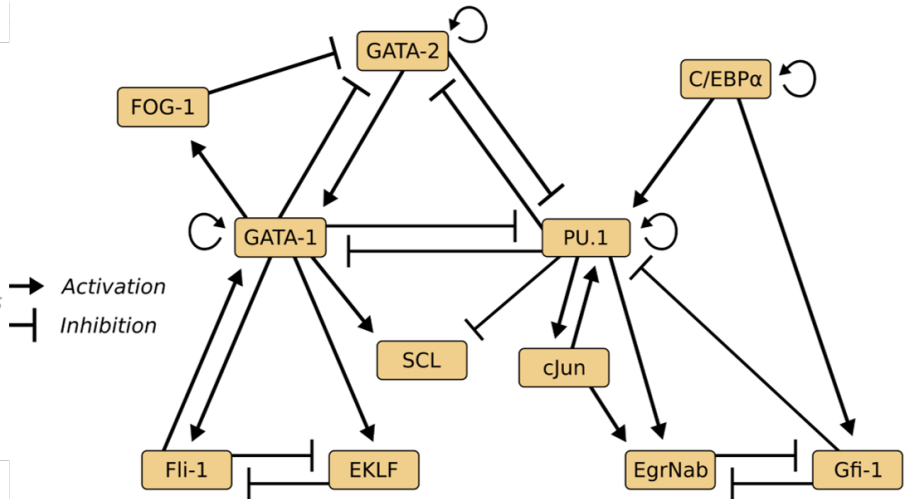 GATA-2
C/EBPα
FOG-1
GATA-1
PU.1
Activation
Inhibition
SCL
cJun
Fli-1
EKLF
EgrNab
Gfi-1